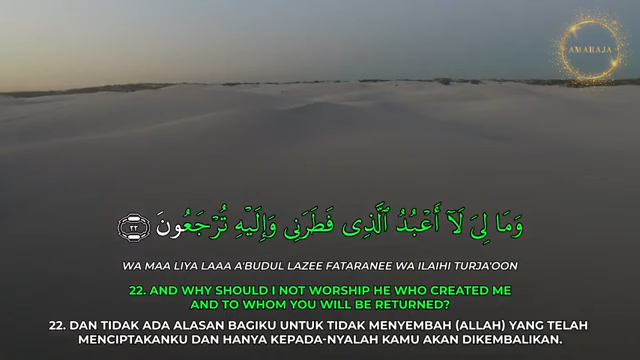 AMARAJA
وَمَا لِىَ لَآ أَعْبُدُ ٱلَّذِى فَطَرَنِى وَإِلَيْهِ تُرْجَعُونَ ٢٢
WA MAA LIYA LAAA A'BUDUL LAZEE FATARANEE WA ILAIHI TURJA'OON
22. AND WHY SHOULD I NOT WORSHIP HE WHO CREATED ME
AND TO WHOM YOU WILL BE RETURNED?
22. DAN TIDAK ADA ALASAN BAGIKU UNTUK TIDAK MENYEMBAH (ALLAH) YANG TELAH
MENCIPTAKANKU DAN HANYA KEPADA-NYALAH KAMU AKAN DIKEMBALIKAN.